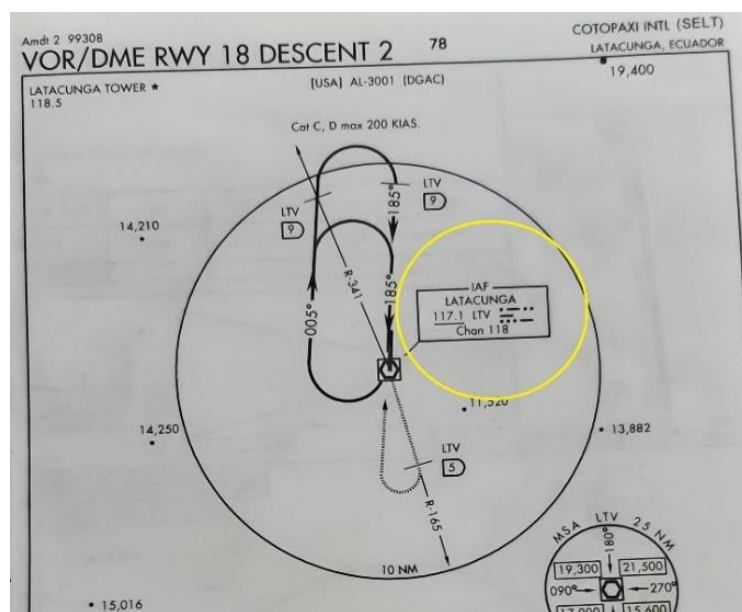 Amdt 2 99308
VOR/DME RWY 18 DESCENT 2
78
COTOPAXI INTL (SELT)
LATACUNGA, ECUADOR
LATACUNGA TOWER ★
118.5
[USA] AL-3001 (DGAC)
19,400
Cat C, D max 200 KIAS.
LTV
9
LTV
9
185°
14,210
R-341
185°
005°
IAF
LATACUNGA
117.1 LTV
Chan 118
11,520
14,250
13,882
LTV
5
R-165
10 NM
MSA LTV 25 NM
180°
19,300
21,500
090°
270°
17,000
15,600
15,016